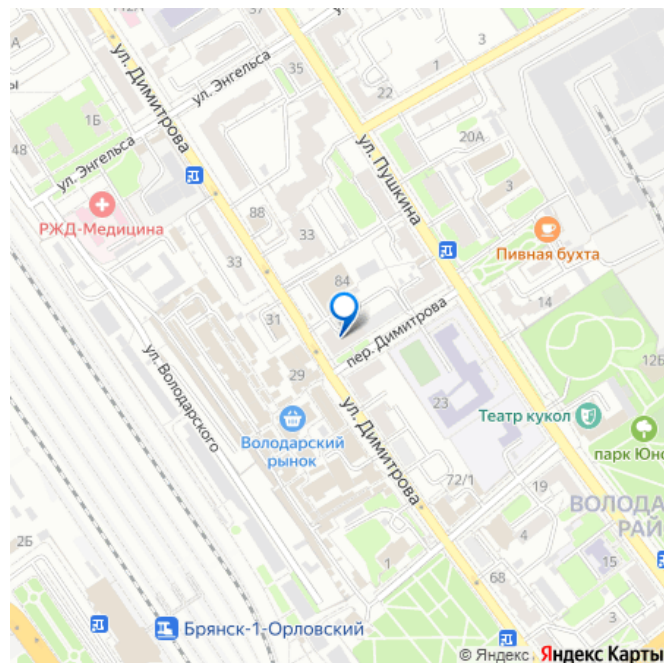 37
35
3
1
22
ул. Димитрова
ул. Энгельса
1Б
48
ул. Энгельса
20А
ул. Пушкина
3
РЖД-Медицина
88
33
Пивная бухта
33
84
14
31
пер. Димитрова
29
ул. Володарского
12Б
23
Театр кукол
Володарский
рынок
ул. Димитрова
парк Юнос
72/1
19
ВОЛОДА
РАЙ
2Б
4
15
1
68
Брянск-1-Орловский
© Яндекс Яндекс Карты